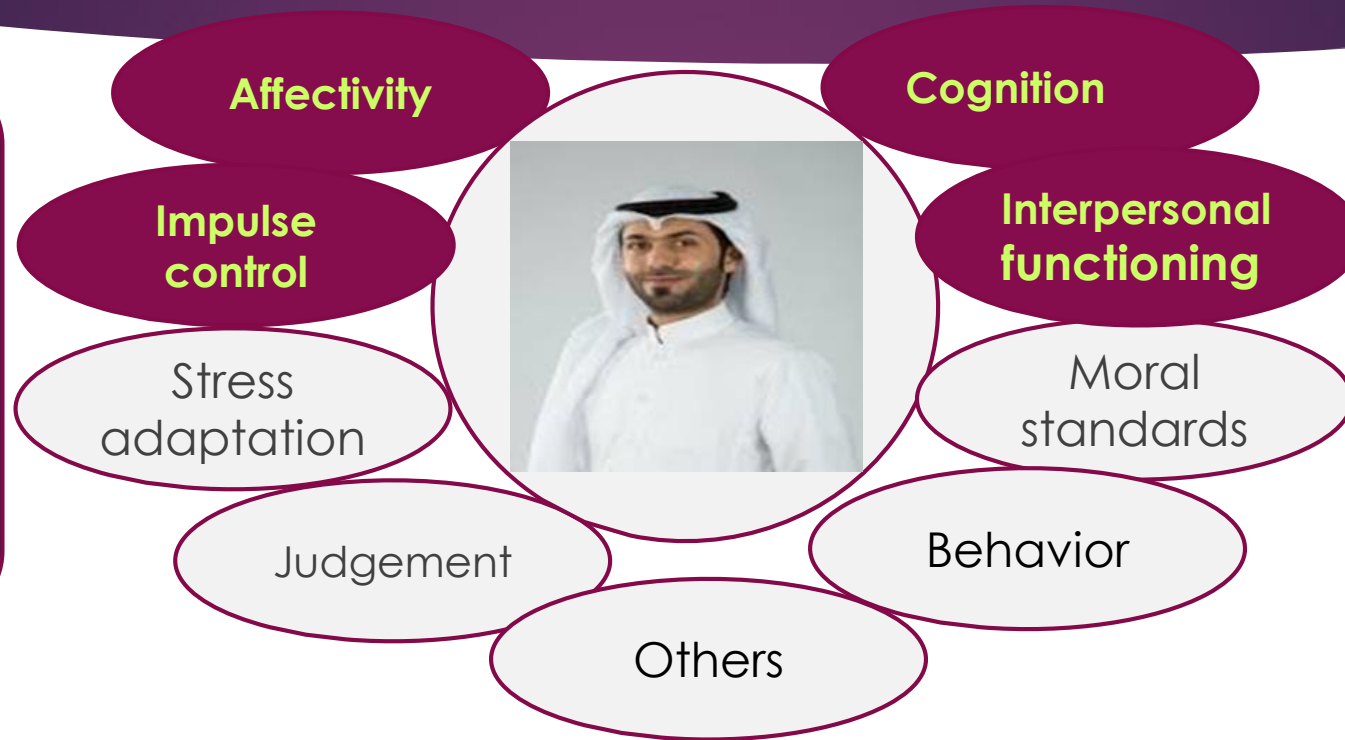 Affectivity
Cognition
Impulse
control
Interpersonal
functioning
Stress
adaptation
Moral
standards
Judgement
Behavior
Others